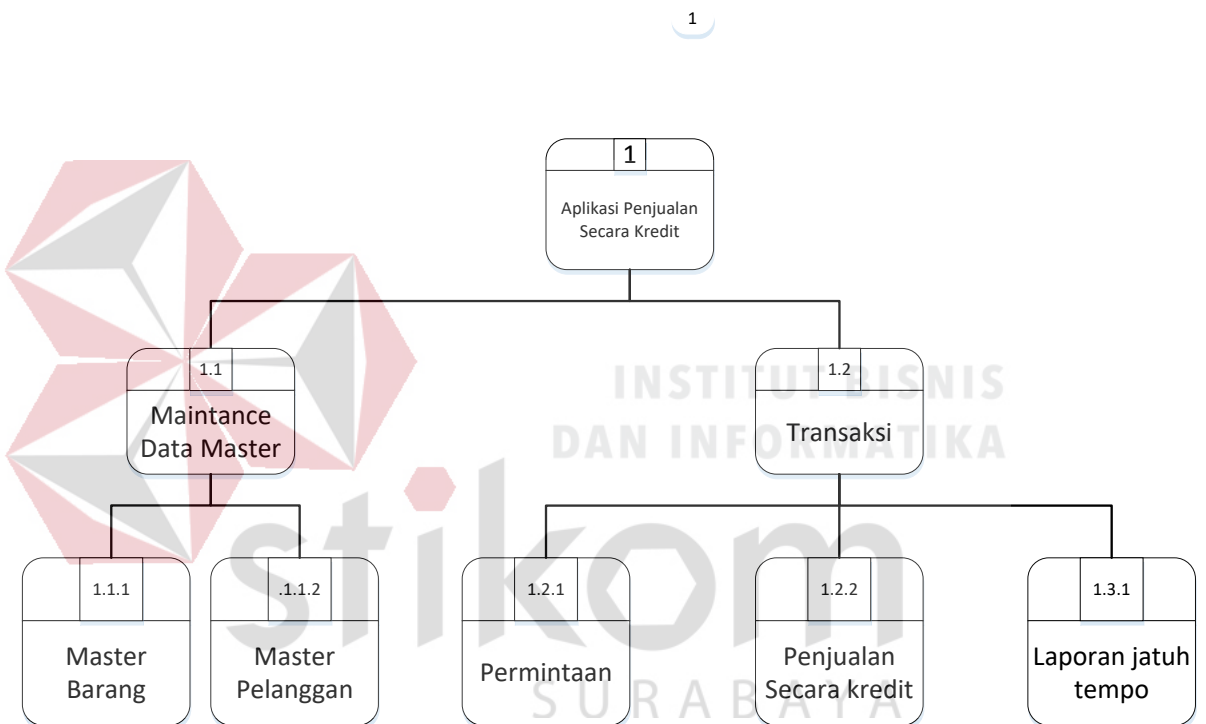 1
1
Aplikasi Penjualan
Secara Kredit
1.1
Maintance
Data Master
1.2
Transaksi
INSTITUT BISNIS
DAN INFORMATIKA
stikom
SURABAYA
1.1.1
Master
Barang
.1.1.2
Master
Pelanggan
1.2.1
Permintaan
1.2.2
Penjualan
Secara kredit
1.3.1
Laporan jatuh
tempo